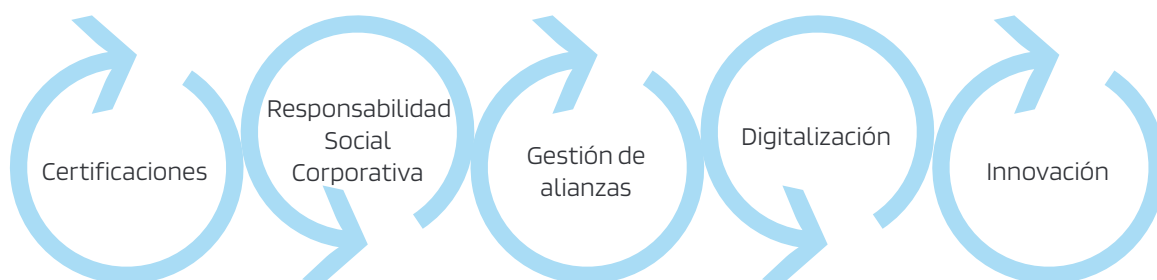 Certificaciones
Responsabilidad
Social
Corporativa
Gestión de
alianzas
Digitalización
Innovación